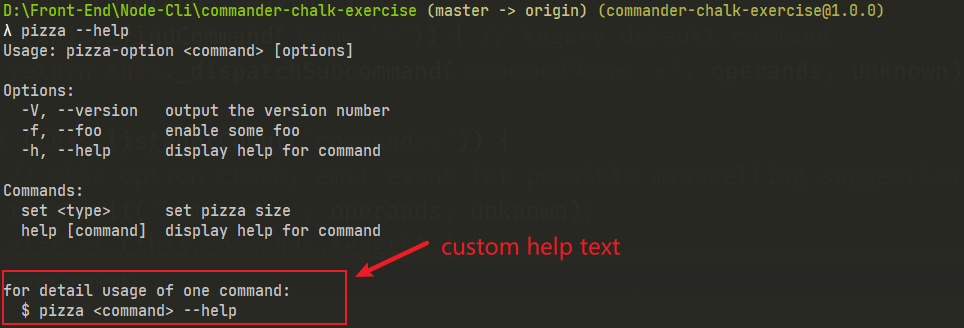 D:\Front-End\Node-Cli\commander-chalk-exercise (master -> origin) (commander-chalk-exercise@1.0.0)
λ pizza --help
Usage: pizza-option <command> [options]
Options:
-V, --version output the version number
-f, --foo enable some foo
-h, --help display help for command
Commands:
set <type> set pizza size
help [command] display help for command
custom help text
for detail usage of one command:
$ pizza <command> --help